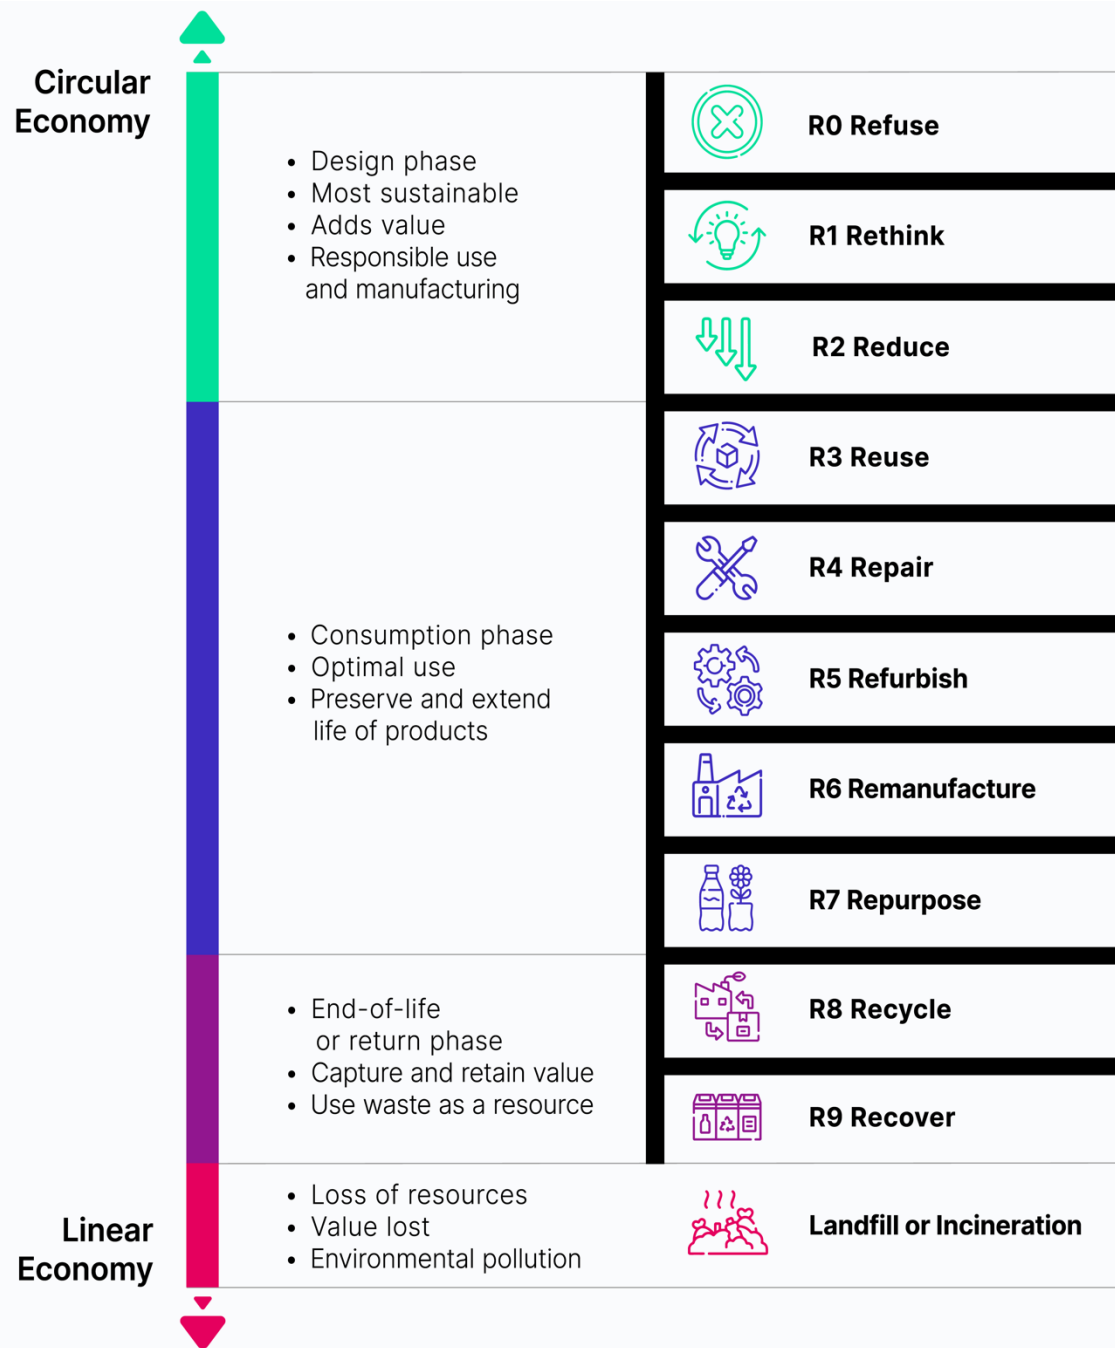 Circular
Economy
• Design phase
• Most sustainable
• Adds value
• Responsible use
and manufacturing
R0 Refuse
R1 Rethink
R2 Reduce
• Consumption phase
• Optimal use
• Preserve and extend
life of products
R3 Reuse
R4 Repair
R5 Refurbish
R6 Remanufacture
R7 Repurpose
• End-of-life
or return phase
• Capture and retain value
• Use waste as a resource
R8 Recycle
R9 Recover
Linear
Economy
• Loss of resources
• Value lost
• Environmental pollution
Landfill or Incineration